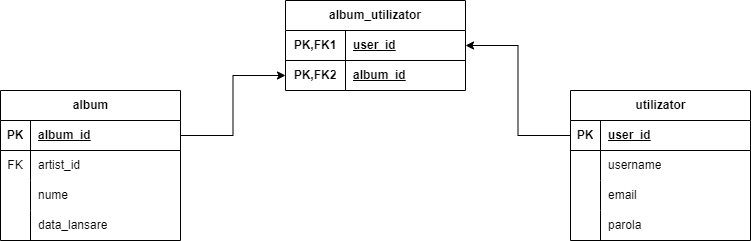 album_utilizator
PK,FK1 user_id
PK,FK2 album_id
album
PK album_id
FK artist_id
nume
data_lansare
utilizator
PK user_id
username
email
parola